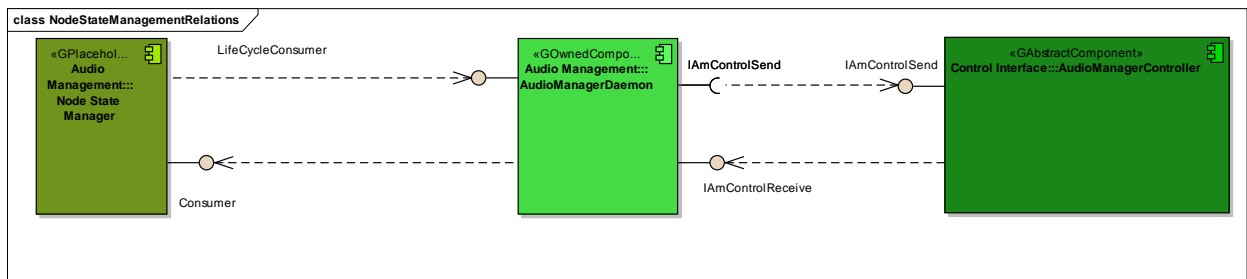 class NodeStateManagementRelations
«GPlacehol...
Audio
Management:::
Node State
Manager
LifeCycleConsumer
Consumer
«GOwnedCompo...
Audio Management:::
AudioManagerDaemon
IAmControlSend
IAmControlSend
IAmControlReceive
«GAbstractComponent»
Control Interface:::AudioManagerController